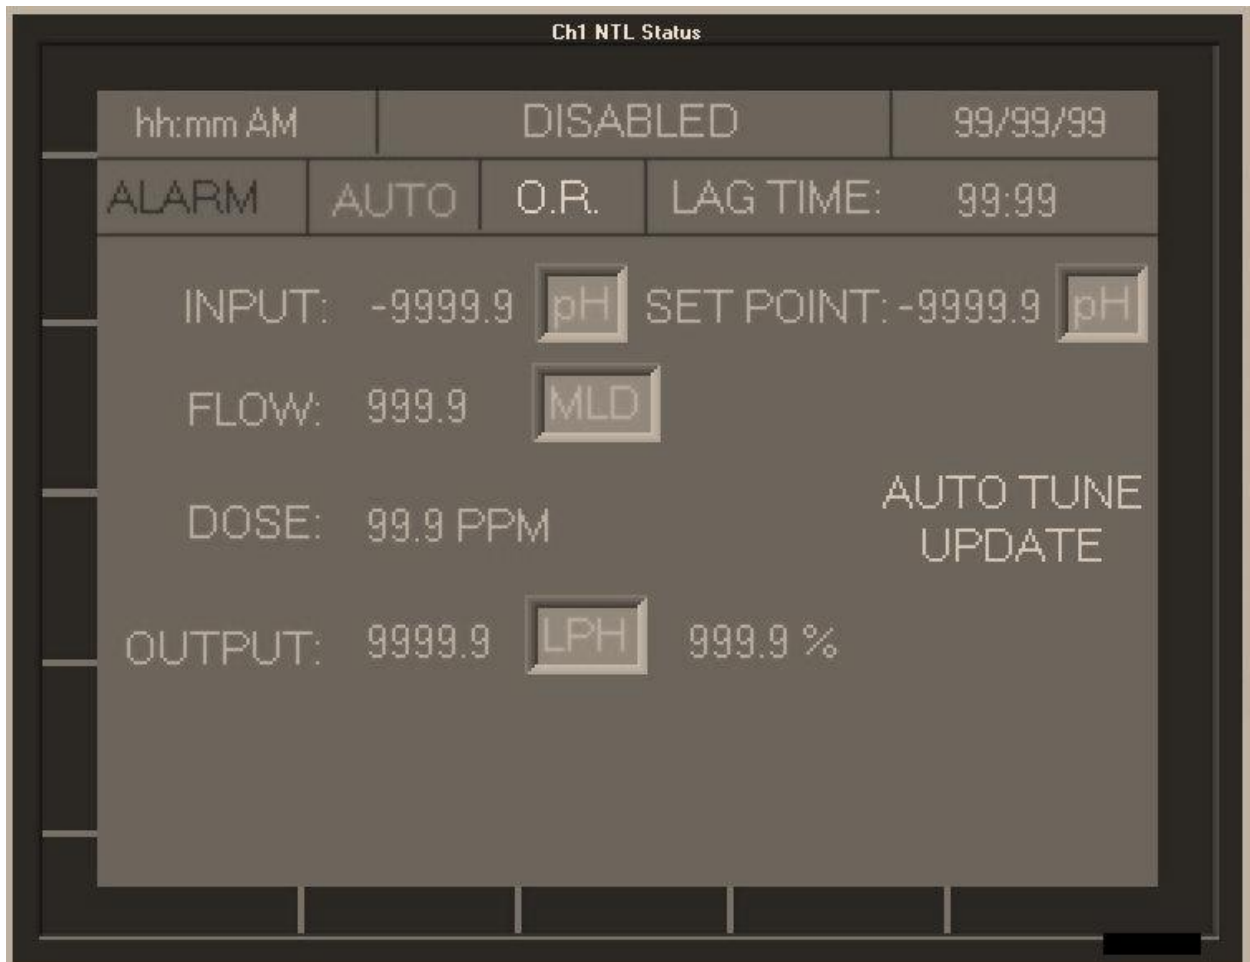 Ch1 NTL Status
hh:mm AM DISABLED 99/99/99
ALARM AUTO O.R. LAG TIME: 99:99
INPUT: -9999.9 pH SET POINT: -9999.9 pH
FLOW: 999.9 MLD
AUTO TUNE
UPDATE
DOSE: 99.9 PPM
OUTPUT: 9999.9 LPH 999.9 %